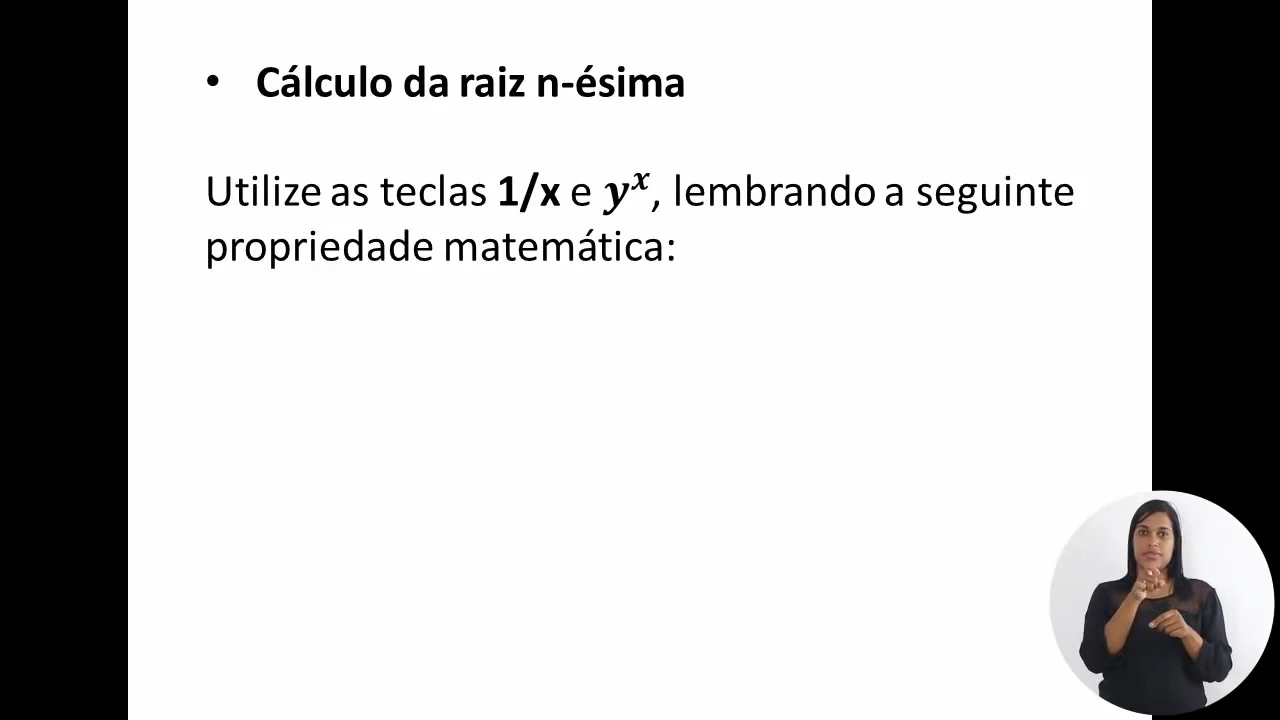 • Cálculo da raiz n-ésima
Utilize as teclas 1/x e yˣ, lembrando a seguinte
propriedade matemática: